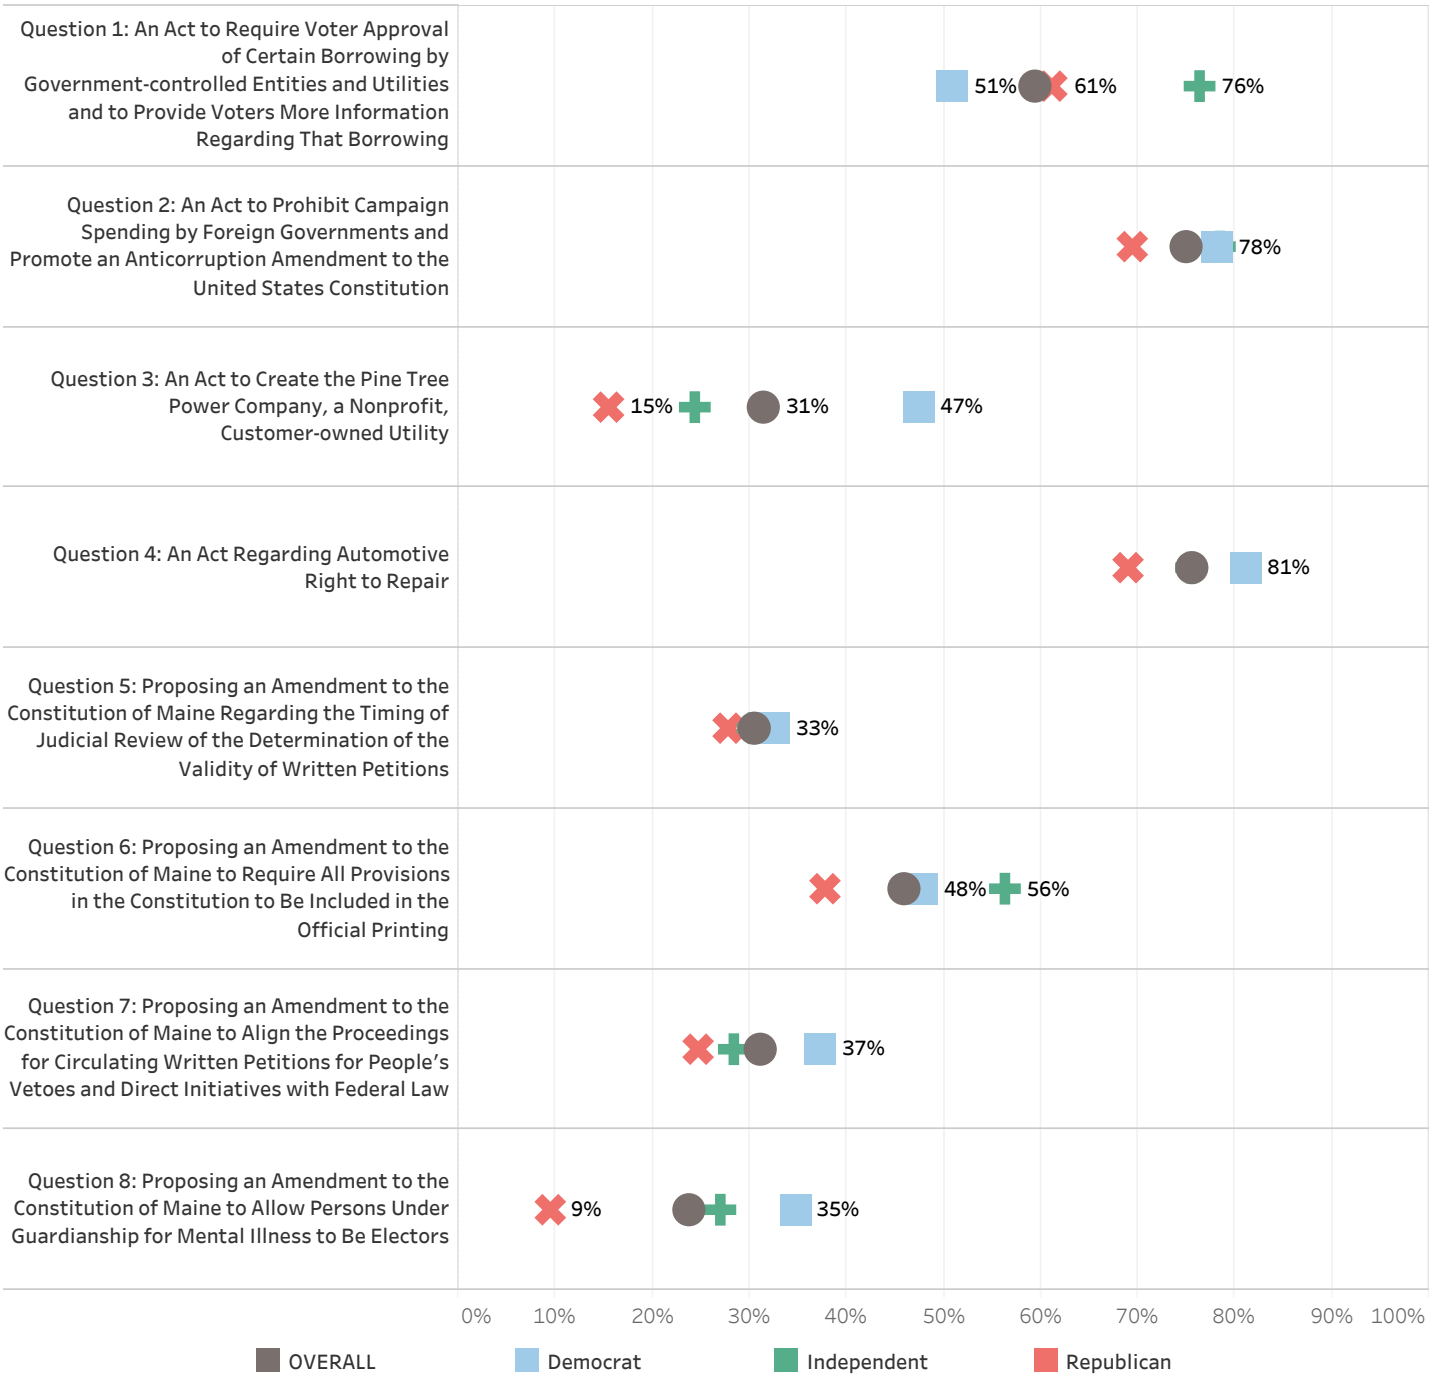 Question 1: An Act to Require Voter Approval
of Certain Borrowing by
Government-controlled Entities and Utilities
and to Provide Voters More Information
Regarding That Borrowing
51% 61% 76%
Question 2: An Act to Prohibit Campaign
Spending by Foreign Governments and
Promote an Anticorruption Amendment to the
United States Constitution
78%
Question 3: An Act to Create the Pine Tree
Power Company, a Nonprofit,
Customer-owned Utility
15% 31% 47%
Question 4: An Act Regarding Automotive
Right to Repair
81%
Question 5: Proposing an Amendment to the
Constitution of Maine Regarding the Timing of
Judicial Review of the Determination of the
Validity of Written Petitions
33%
Question 6: Proposing an Amendment to the
Constitution of Maine to Require All Provisions
in the Constitution to Be Included in the
Official Printing
48% 56%
Question 7: Proposing an Amendment to the
Constitution of Maine to Align the Proceedings
for Circulating Written Petitions for People’s
Vetoes and Direct Initiatives with Federal Law
37%
Question 8: Proposing an Amendment to the
Constitution of Maine to Allow Persons Under
Guardianship for Mental Illness to Be Electors
9% 35%
0% 10% 20% 30% 40% 50% 60% 70% 80% 90% 100%
OVERALL Democrat Independent Republican